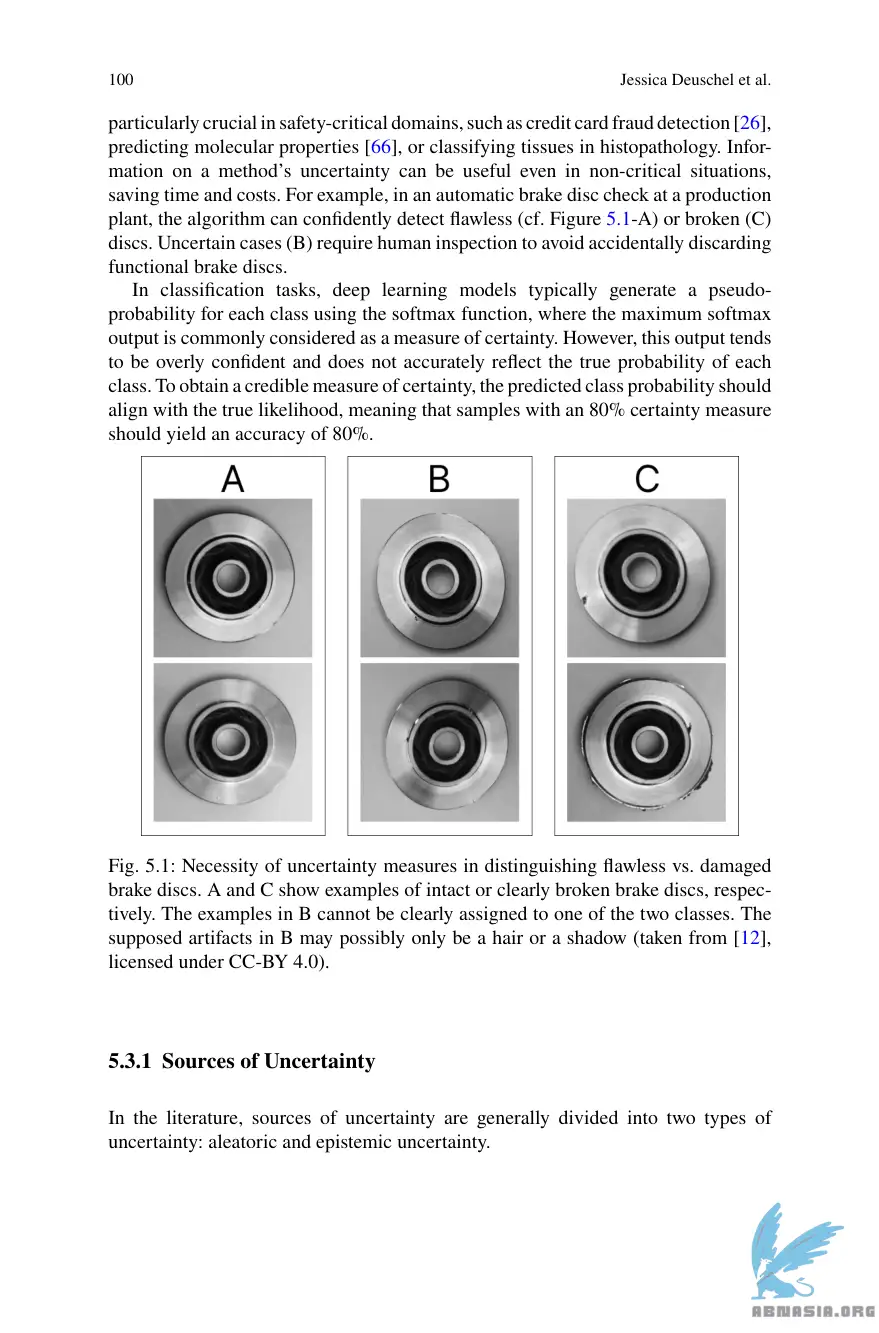 100
Jessica Deuschel et al.
particularly crucial in safety-critical domains, such as credit card fraud detection [26],
predicting molecular properties [66], or classifying tissues in histopathology. Infor-
mation on a method's uncertainty can be useful even in non-critical situations,
saving time and costs. For example, in an automatic brake disc check at a production
plant, the algorithm can confidently detect flawless (cf. Figure 5.1-A) or broken (C)
discs. Uncertain cases (B) require human inspection to avoid accidentally discarding
functional brake discs.
In classification tasks, deep learning models typically generate a pseudo-
probability for each class using the softmax function, where the maximum softmax
output is commonly considered as a measure of certainty. However, this output tends
to be overly confident and does not accurately reflect the true probability of each
class. To obtain a credible measure of certainty, the predicted class probability should
align with the true likelihood, meaning that samples with an 80% certainty measure
should yield an accuracy of 80%.
A
B
C
Fig. 5.1: Necessity of uncertainty measures in distinguishing flawless vs. damaged
brake discs. A and C show examples of intact or clearly broken brake discs, respec-
tively. The examples in B cannot be clearly assigned to one of the two classes. The
supposed artifacts in B may possibly only be a hair or a shadow (taken from [12],
licensed under CC-BY 4.0).
5.3.1 Sources of Uncertainty
In the literature, sources of uncertainty are generally divided into two types of
uncertainty: aleatoric and epistemic uncertainty.
ABNASIA.ORG